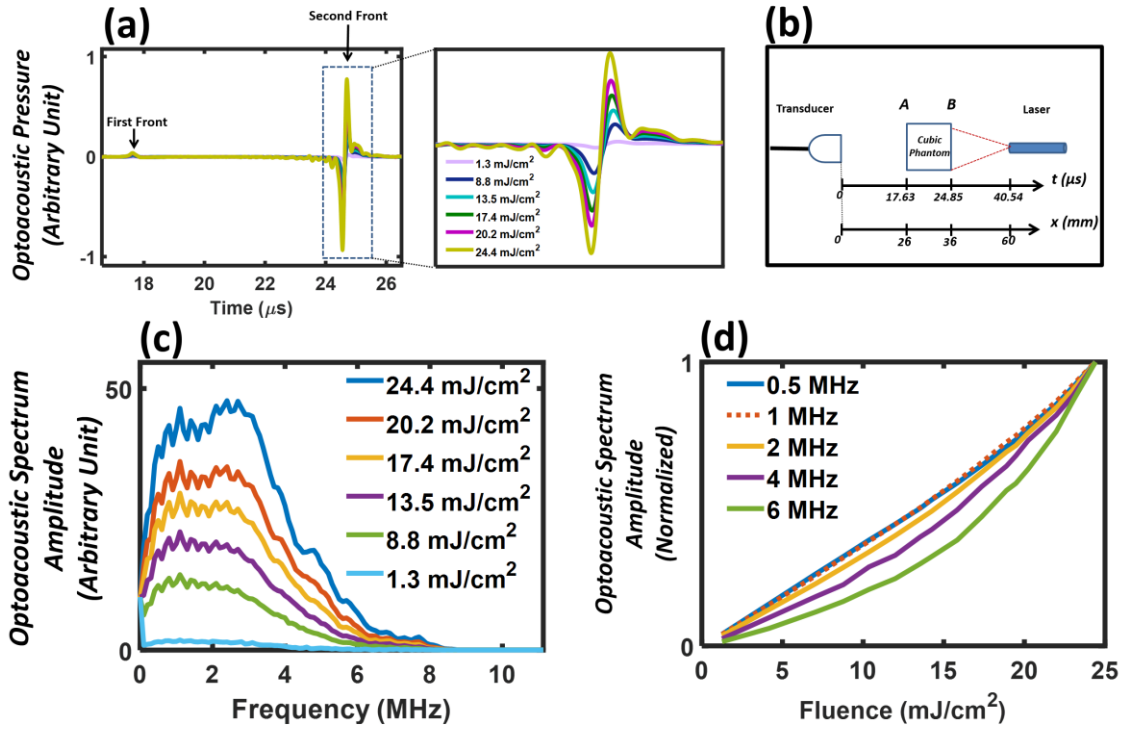 (a)
Second Front
First Front
1
0
-1
18
20
22
24
26
Time (μs)
Optoacoustic Pressure
(Arbitrary Unit)
1.3 mJ/cm²
8.8 mJ/cm²
13.5 mJ/cm²
17.4 mJ/cm²
20.2 mJ/cm²
24.4 mJ/cm²
(b)
Transducer
A
B
Laser
Cubic
Phantom
t (μs)
0
17.63
24.85
40.54
x (mm)
0
26
36
60
(c)
50
0
24.4 mJ/cm²
20.2 mJ/cm²
17.4 mJ/cm²
13.5 mJ/cm²
8.8 mJ/cm²
1.3 mJ/cm²
0
2
4
6
8
10
Frequency (MHz)
Optoacoustic Spectrum
Amplitude
(Arbitrary Unit)
(d)
1
0
0.5 MHz
1 MHz
2 MHz
4 MHz
6 MHz
0
5
10
15
20
25
Fluence (mJ/cm²)
Optoacoustic Spectrum
Amplitude
(Normalized)